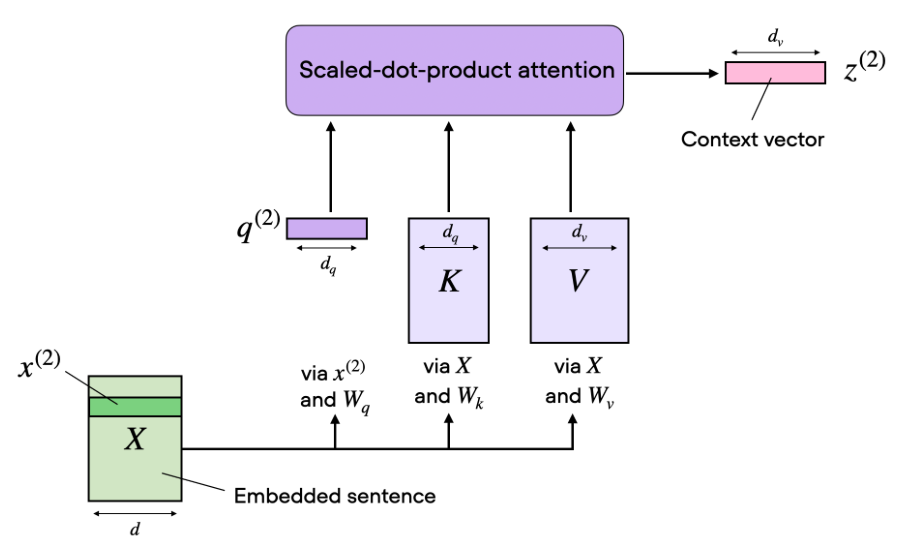 Scaled-dot-product attention
d_v
z^(2)
Context vector
q^(2)
d_q
d_q
K
d_v
V
x^(2)
via x^(2)
and W_q
via X
and W_k
via X
and W_v
X
Embedded sentence
d